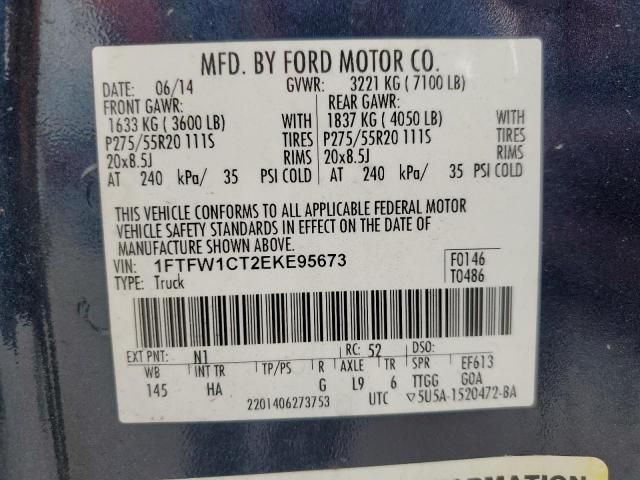 MFD. BY FORD MOTOR CO.
DATE: 06/14 GVWR: 3221 KG ( 7100 LB)
FRONT GAWR: REAR GAWR:
1633 KG ( 3600 LB) WITH 1837 KG ( 4050 LB) WITH
P275/55R20 111S TIRES P275/55R20 111S TIRES
20x8.5J RIMS 20x8.5J RIMS
AT 240 kPa/ 35 PSI COLD AT 240 kPa/ 35 PSI COLD
THIS VEHICLE CONFORMS TO ALL APPLICABLE FEDERAL MOTOR
VEHICLE SAFETY STANDARDS IN EFFECT ON THE DATE OF
MANUFACTURE SHOWN ABOVE.
VIN: 1FTFW1CT2EKE95673 F0146
TYPE: Truck T0486
EXT PNT: N1 RC: 52 DSO:
WB INT TR TP/PS R AXLE TR SPR EF613
145 HA G L9 6 TTGG GOA
2201406273753 UTC ▽5U5A-1520472-BA